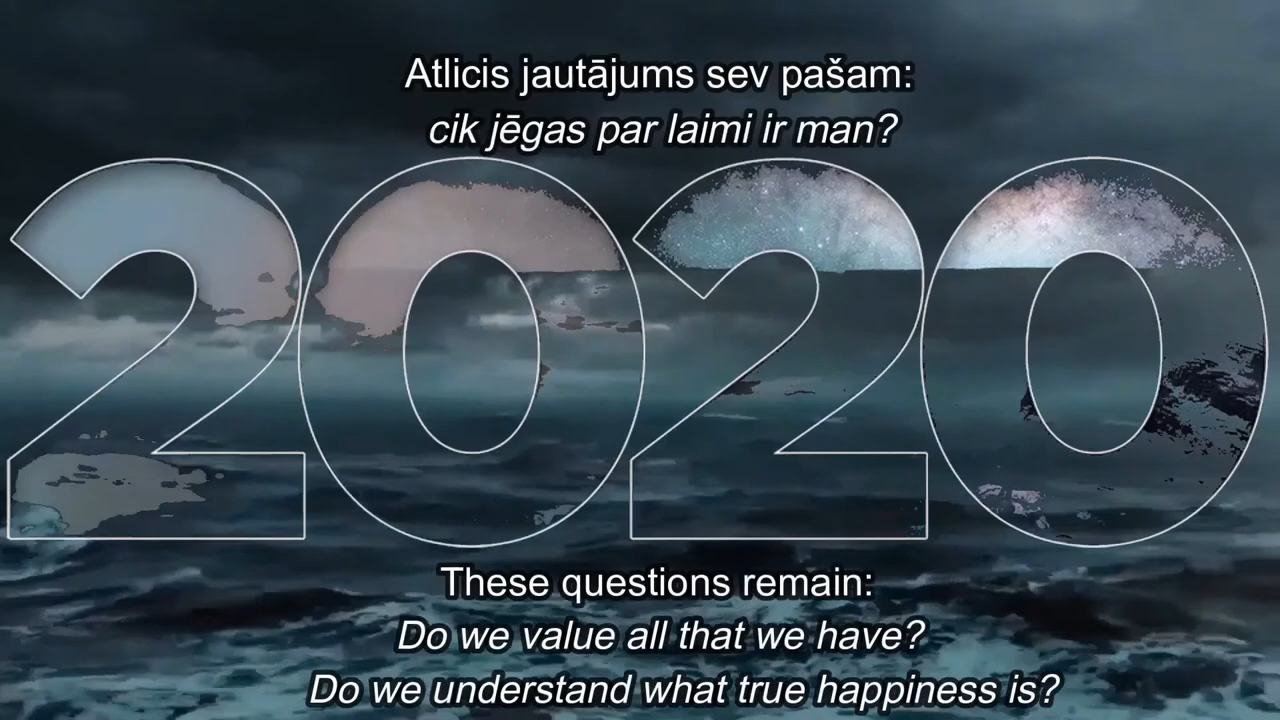 Atlicis jautājums sev pašam:
cik jēgas par laimi ir man?
2020
These questions remain:
Do we value all that we have?
Do we understand what true happiness is?